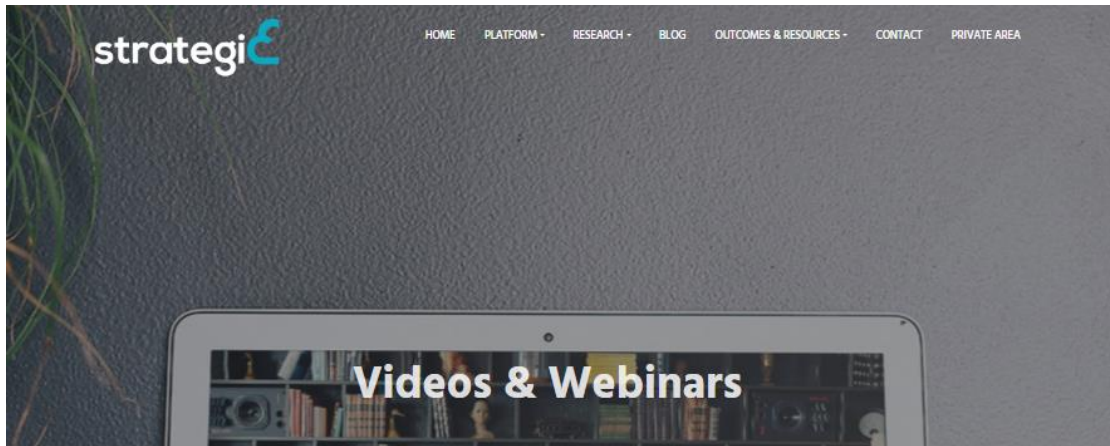 strategiE
HOME PLATFORM RESEARCH BLOG OUTCOMES & RESOURCES CONTACT PRIVATE AREA
Videos & Webinars